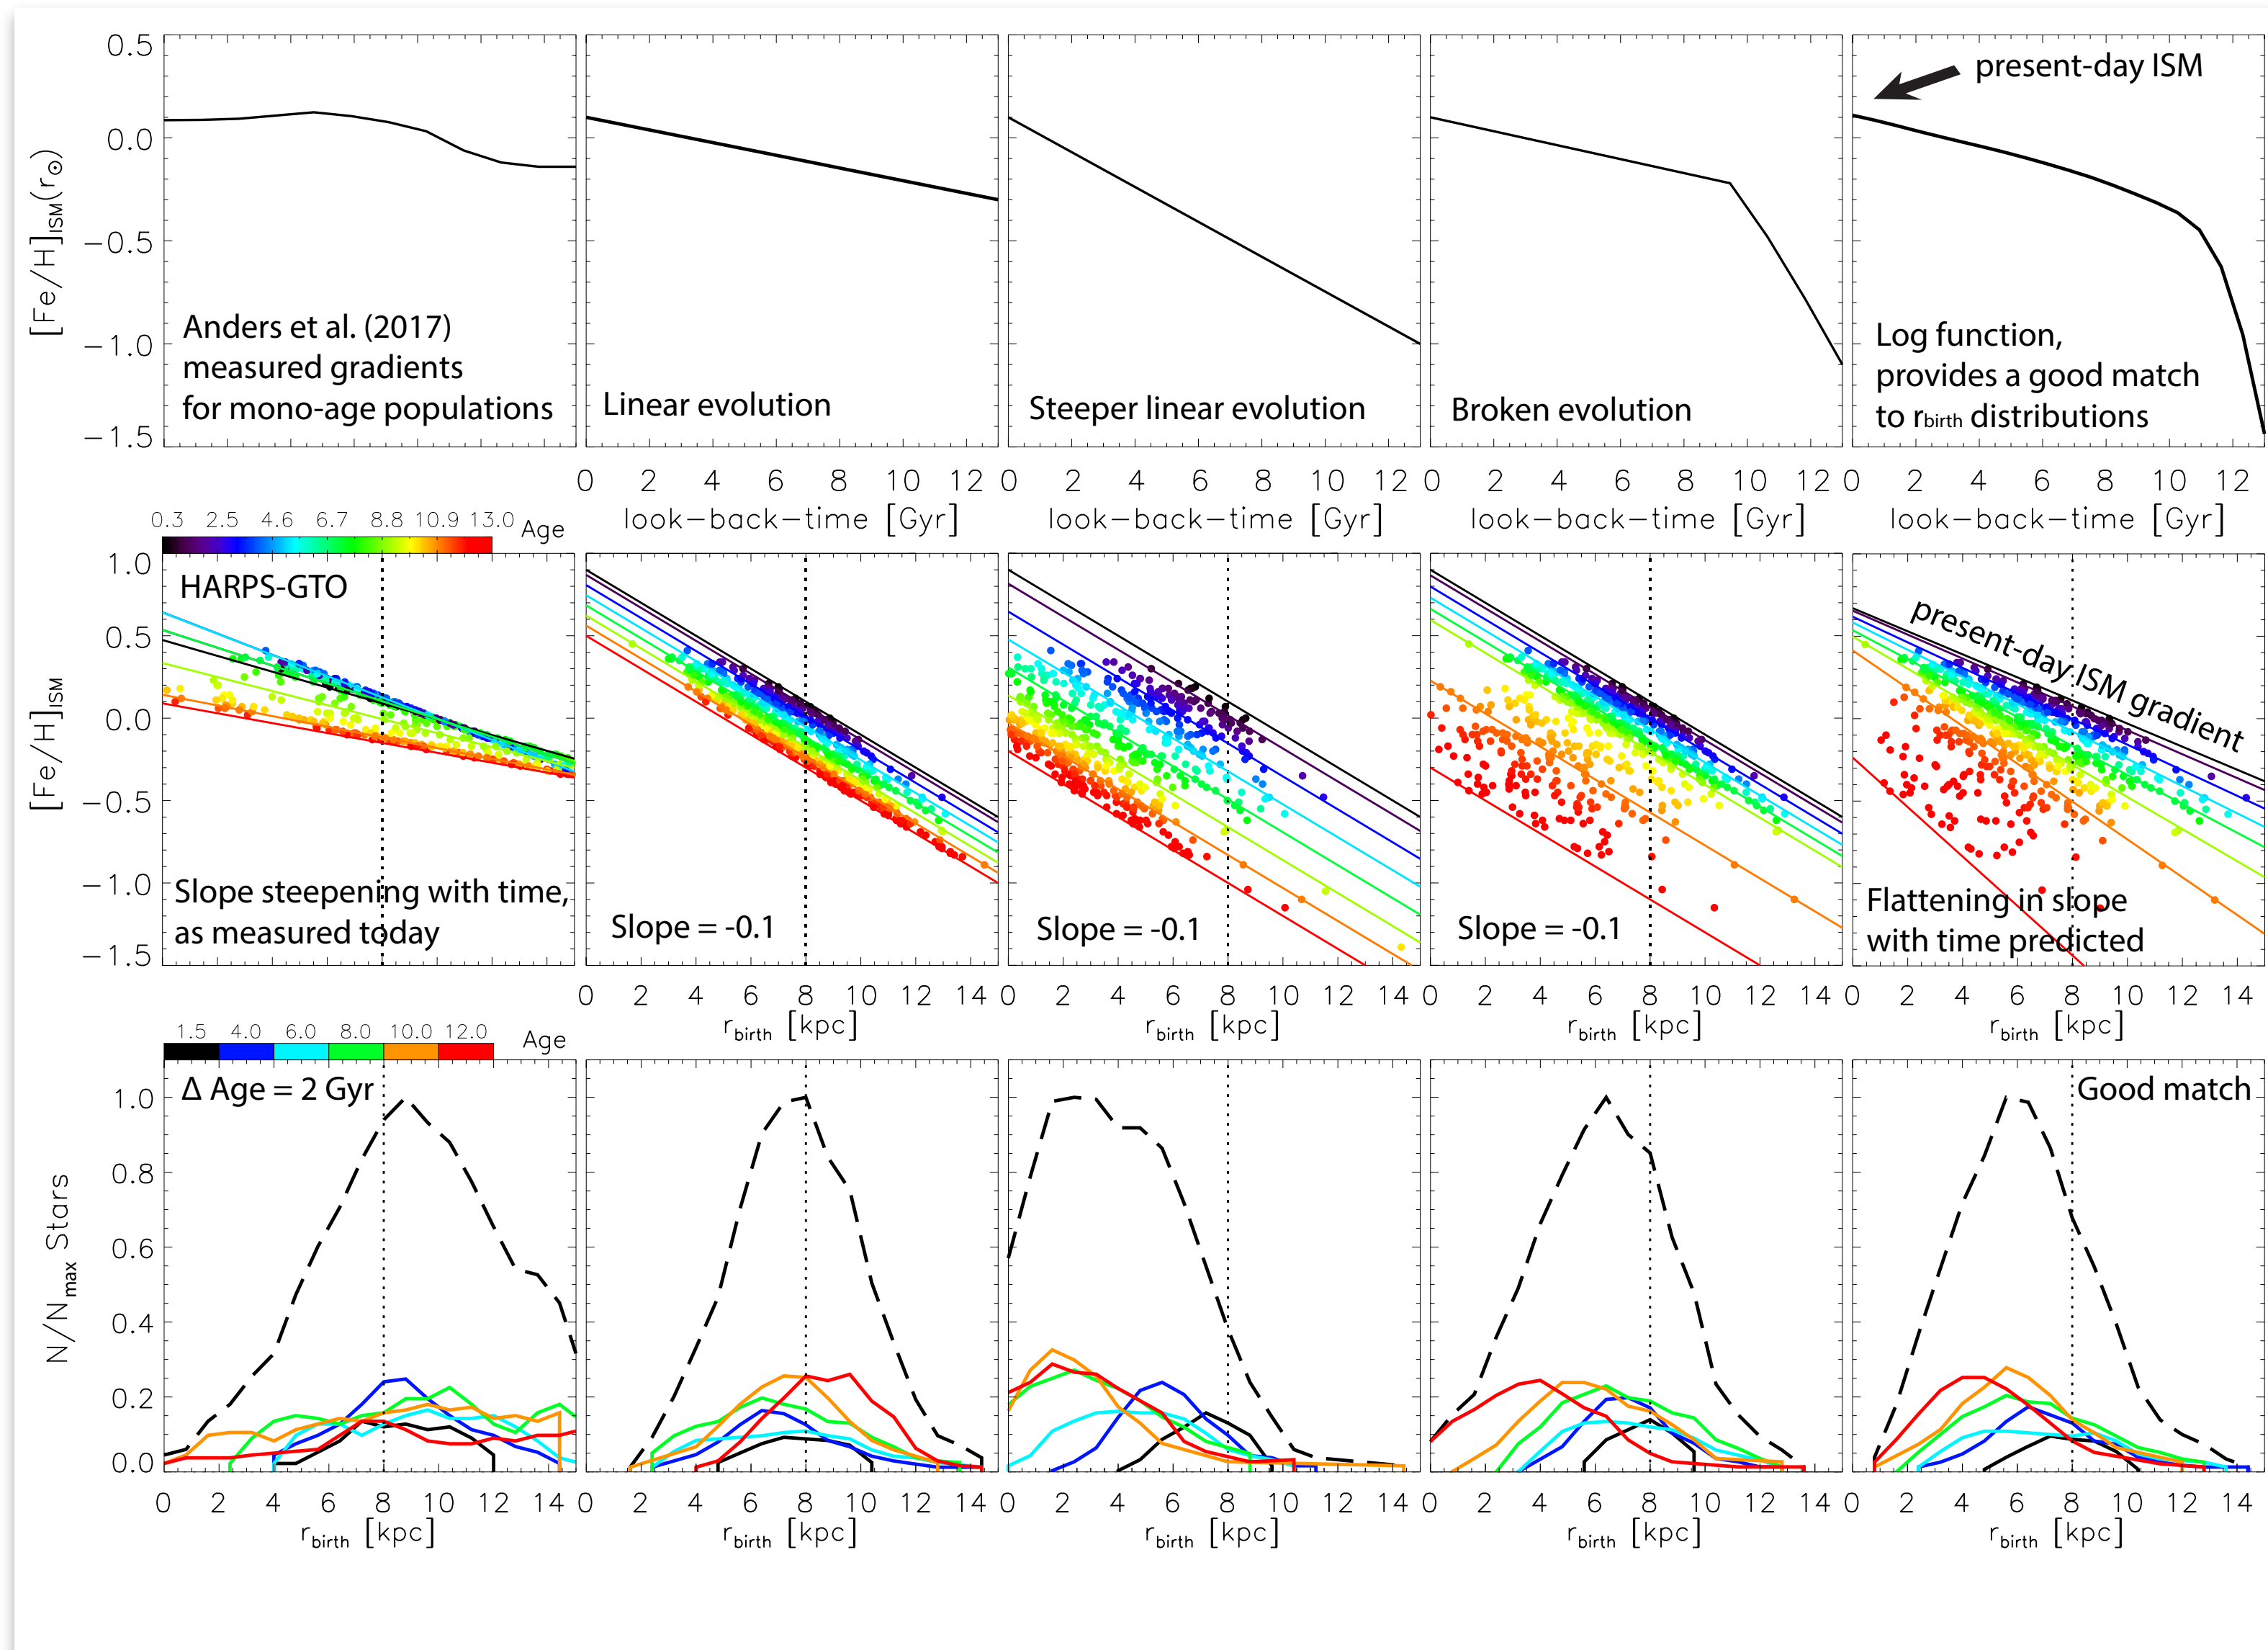 0.5
0.0
−0.5
−1.0
−1.5
[Fe/H]ISM(r⊙)
Anders et al. (2017)
measured gradients
for mono-age populations
Linear evolution
Steeper linear evolution
Broken evolution
present-day ISM
Log function,
provides a good match
to rbirth distributions
0 2 4 6 8 10 12
look−back−time [Gyr]
0 2 4 6 8 10 12
look−back−time [Gyr]
0 2 4 6 8 10 12
look−back−time [Gyr]
0 2 4 6 8 10 12
look−back−time [Gyr]
0.3 2.5 4.6 6.7 8.8 10.9 13.0 Age
1.0
0.5
0.0
−0.5
−1.0
−1.5
[Fe/H]ISM
HARPS-GTO
Slope steepening with time,
as measured today
Slope = -0.1
Slope = -0.1
Slope = -0.1
present-day ISM gradient
Flattening in slope
with time predicted
0 2 4 6 8 10 12 14
rbirth [kpc]
0 2 4 6 8 10 12 14
rbirth [kpc]
0 2 4 6 8 10 12 14
rbirth [kpc]
0 2 4 6 8 10 12 14
rbirth [kpc]
1.5 4.0 6.0 8.0 10.0 12.0 Age
Δ Age = 2 Gyr
Good match
1.0
0.8
0.6
0.4
0.2
0.0
N/Nmax Stars
0 2 4 6 8 10 12 14
rbirth [kpc]
0 2 4 6 8 10 12 14
rbirth [kpc]
0 2 4 6 8 10 12 14
rbirth [kpc]
0 2 4 6 8 10 12 14
rbirth [kpc]
0 2 4 6 8 10 12 14
rbirth [kpc]